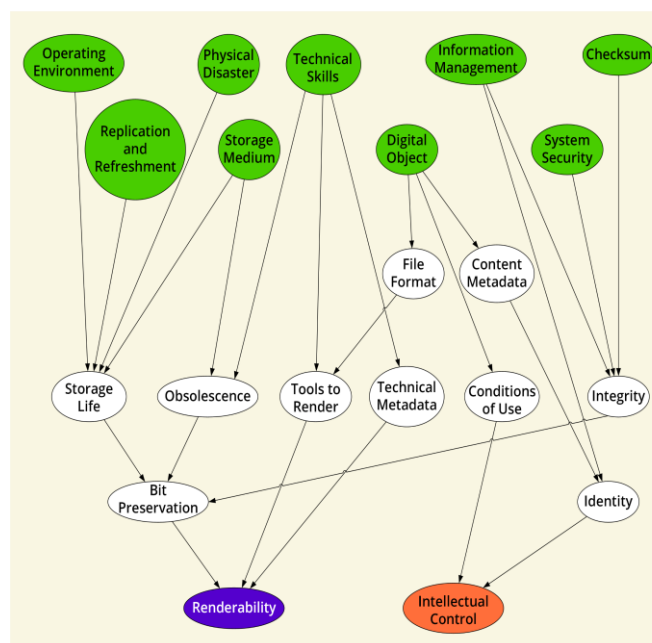 Operating
Environment
Physical
Disaster
Technical
Skills
Information
Management
Checksum
Replication
and
Refreshment
Storage
Medium
Digital
Object
System
Security
File
Format
Content
Metadata
Storage
Life
Obsolescence
Tools to
Render
Technical
Metadata
Conditions
of Use
Integrity
Bit
Preservation
Identity
Renderability
Intellectual
Control